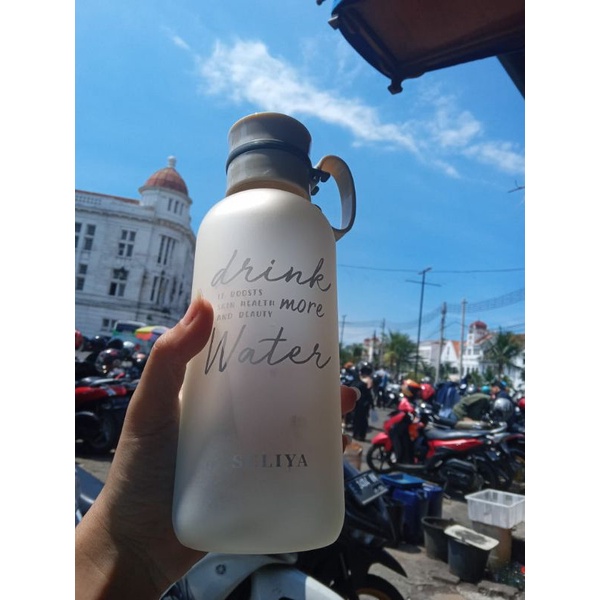 drink
IT BOOSTS
SKIN HEALTH more
AND BEAUTY
Water